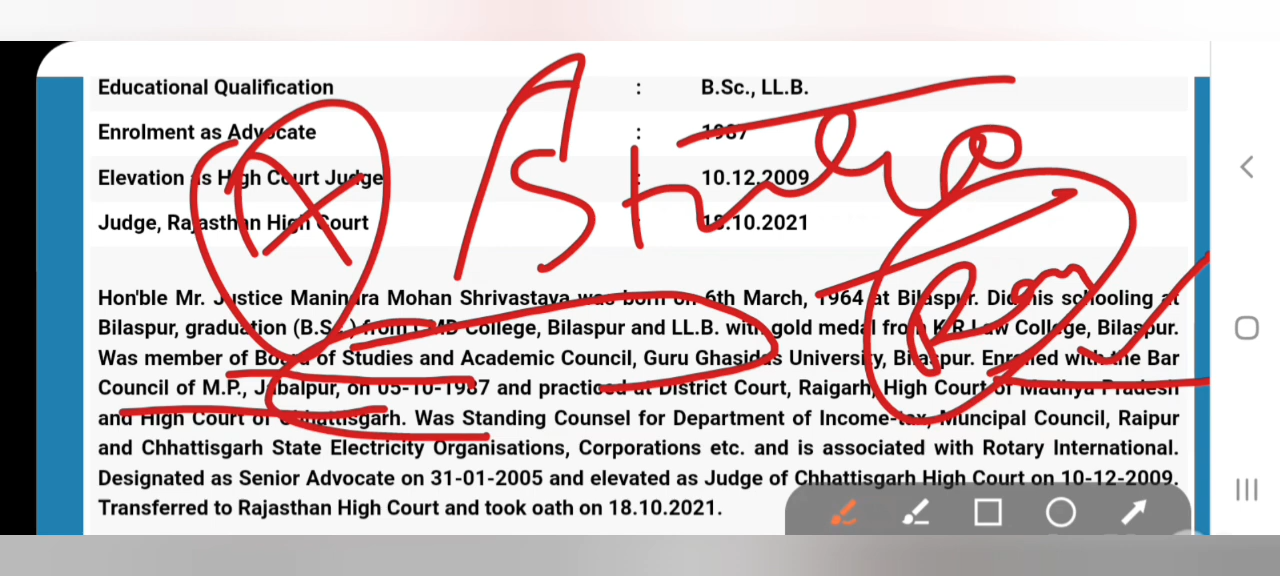 Educational Qualification : B.Sc., LL.B.
Enrolment as Advocate : 1987
Elevation as High Court Judge : 10.12.2009
Judge, Rajasthan High Court : 18.10.2021
Hon'ble Mr. Justice Manindra Mohan Shrivastava was born on 6th March, 1964 at Bilaspur. Did his schooling at
Bilaspur, graduation (B.Sc.) from CMD College, Bilaspur and LL.B. with gold medal from K.R Law College, Bilaspur.
Was member of Board of Studies and Academic Council, Guru Ghasidas University, Bilaspur. Enrolled with the Bar
Council of M.P., Jabalpur, on 05-10-1987 and practiced at District Court, Raigarh, High Court of Madhya Pradesh
and High Court of Chhattisgarh. Was Standing Counsel for Department of Income-tax, Muncipal Council, Raipur
and Chhattisgarh State Electricity Organisations, Corporations etc. and is associated with Rotary International.
Designated as Senior Advocate on 31-01-2005 and elevated as Judge of Chhattisgarh High Court on 10-12-2009.
Transferred to Rajasthan High Court and took oath on 18.10.2021.